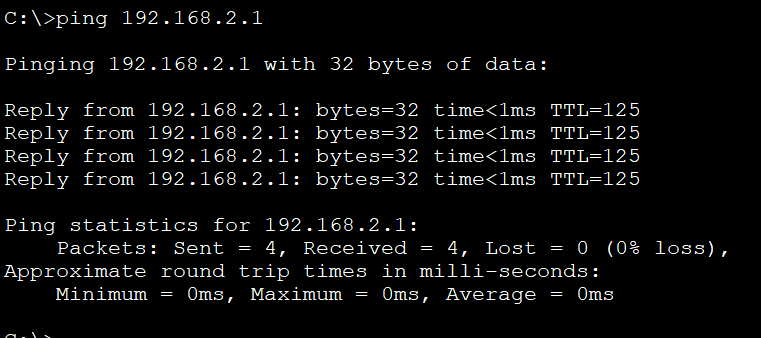 C:\>ping 192.168.2.1
Pinging 192.168.2.1 with 32 bytes of data:
Reply from 192.168.2.1: bytes=32 time<1ms TTL=125
Reply from 192.168.2.1: bytes=32 time<1ms TTL=125
Reply from 192.168.2.1: bytes=32 time<1ms TTL=125
Reply from 192.168.2.1: bytes=32 time<1ms TTL=125
Ping statistics for 192.168.2.1:
    Packets: Sent = 4, Received = 4, Lost = 0 (0% loss),
Approximate round trip times in milli-seconds:
    Minimum = 0ms, Maximum = 0ms, Average = 0ms
C:\>